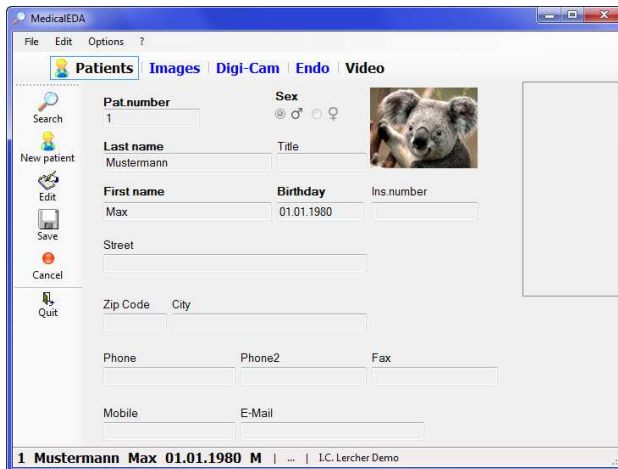 MedicalEDA
File Edit Options ?
Patients Images Digi-Cam Endo Video
Search
New patient
Edit
Save
Cancel
Quit
Pat.number
1
Sex
Last name
Mustermann
Title
First name
Max
Birthday
01.01.1980
Ins.number
Street
Zip Code City
Phone Phone2 Fax
Mobile E-Mail
1 Mustermann Max 01.01.1980 M | ... | I.C. Lercher Demo